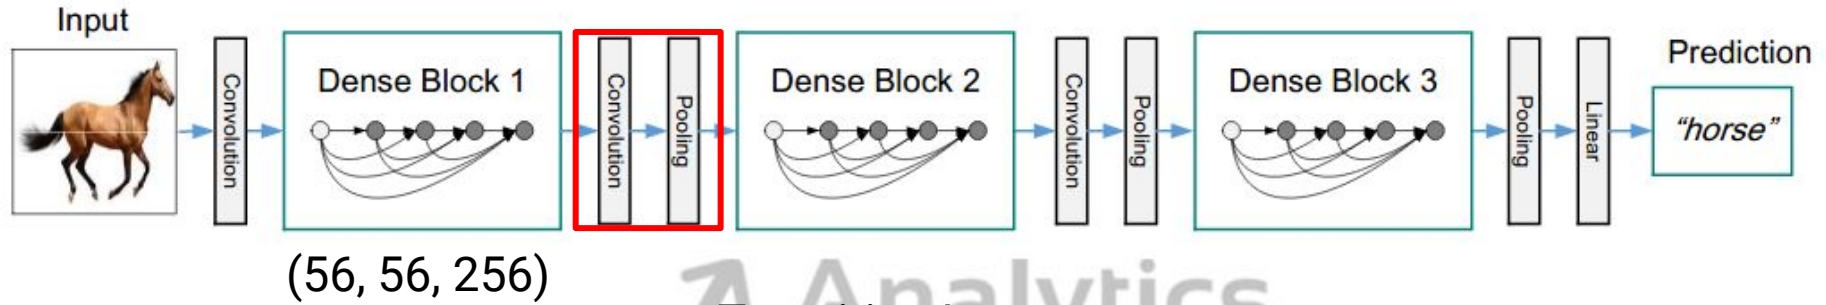 Input
Convolution
Dense Block 1
Convolution
Pooling
Dense Block 2
Convolution
Pooling
Dense Block 3
Pooling
Linear
Prediction
“horse”
(56, 56, 256)
Analytics